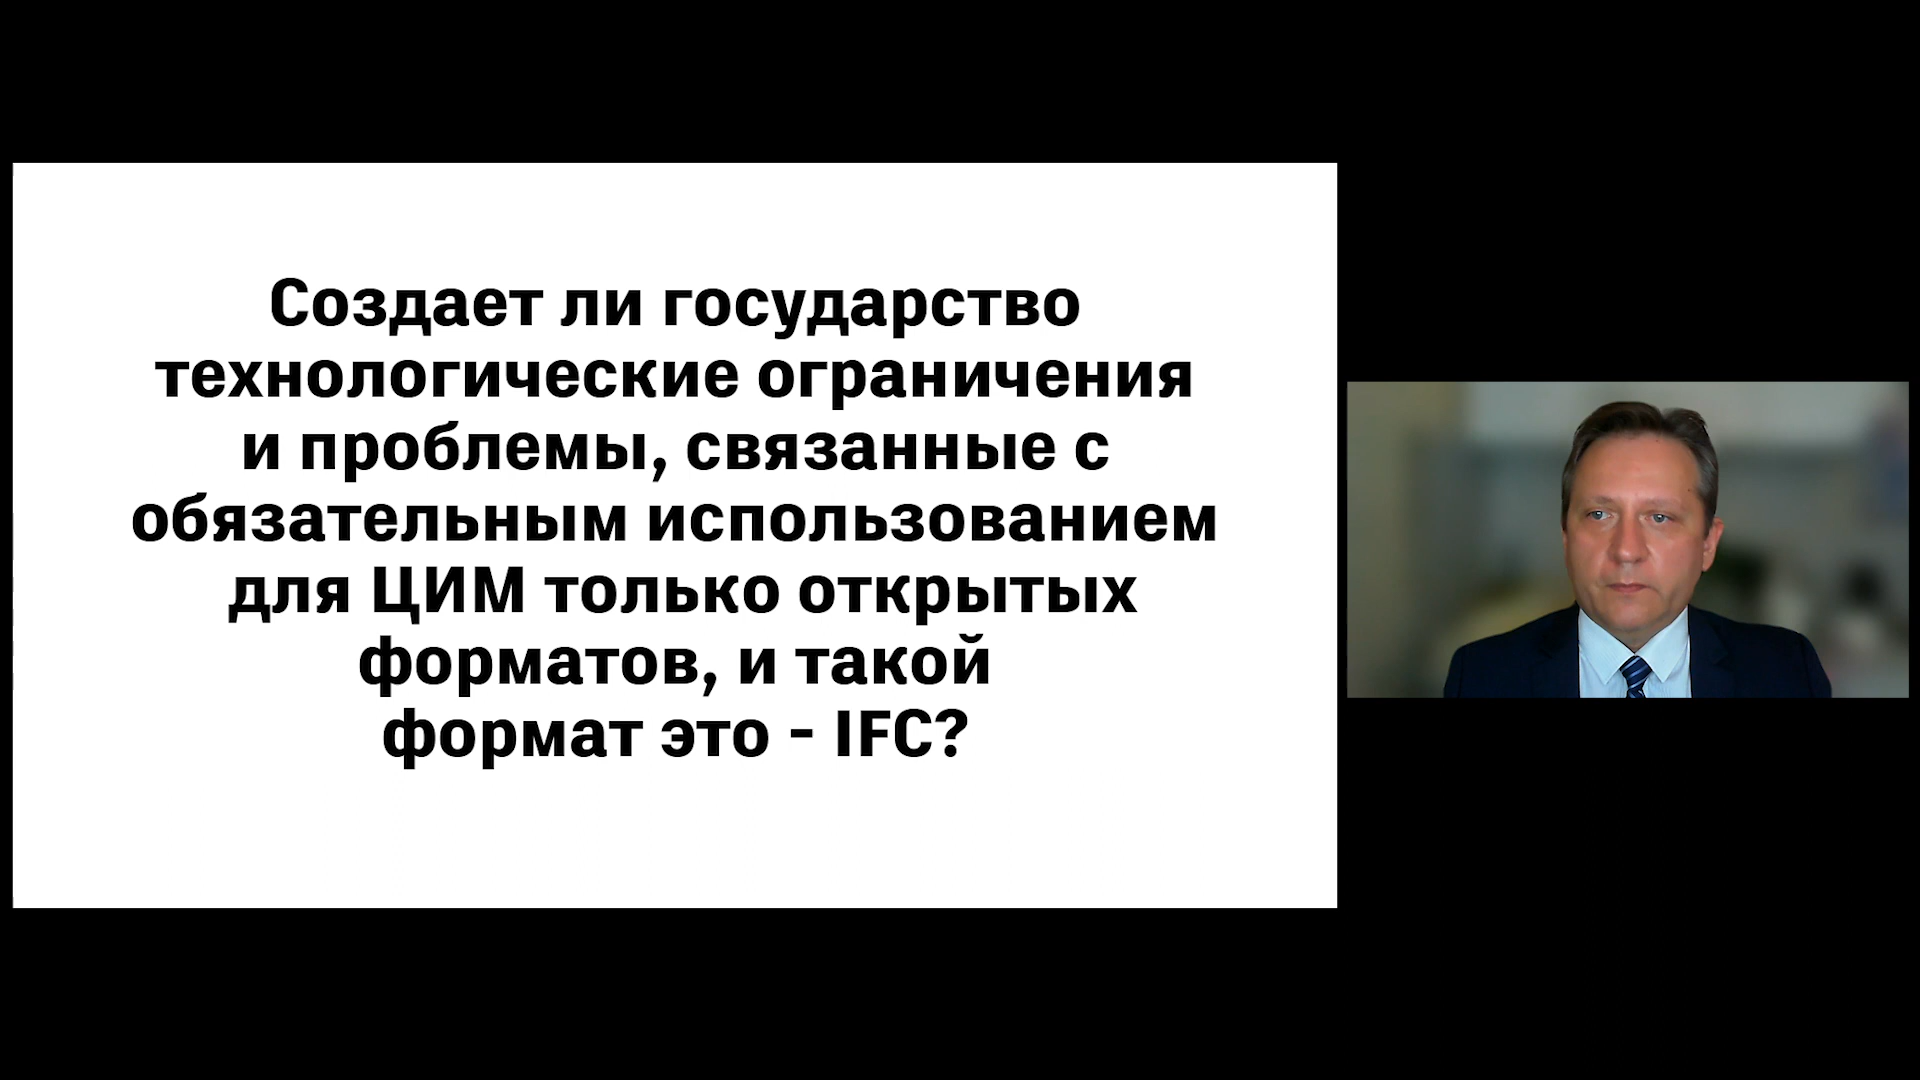 Создает ли государство
технологические ограничения
и проблемы, связанные с
обязательным использованием
для ЦИМ только открытых
форматов, и такой
формат это - IFC?